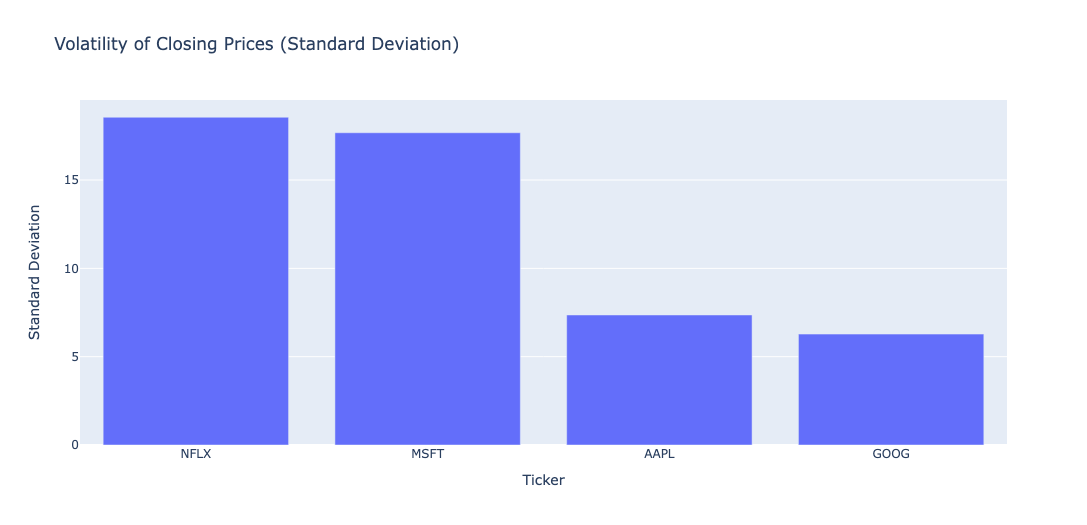 Volatility of Closing Prices (Standard Deviation)
Standard Deviation
15
10
5
0
NFLX MSFT AAPL GOOG
Ticker